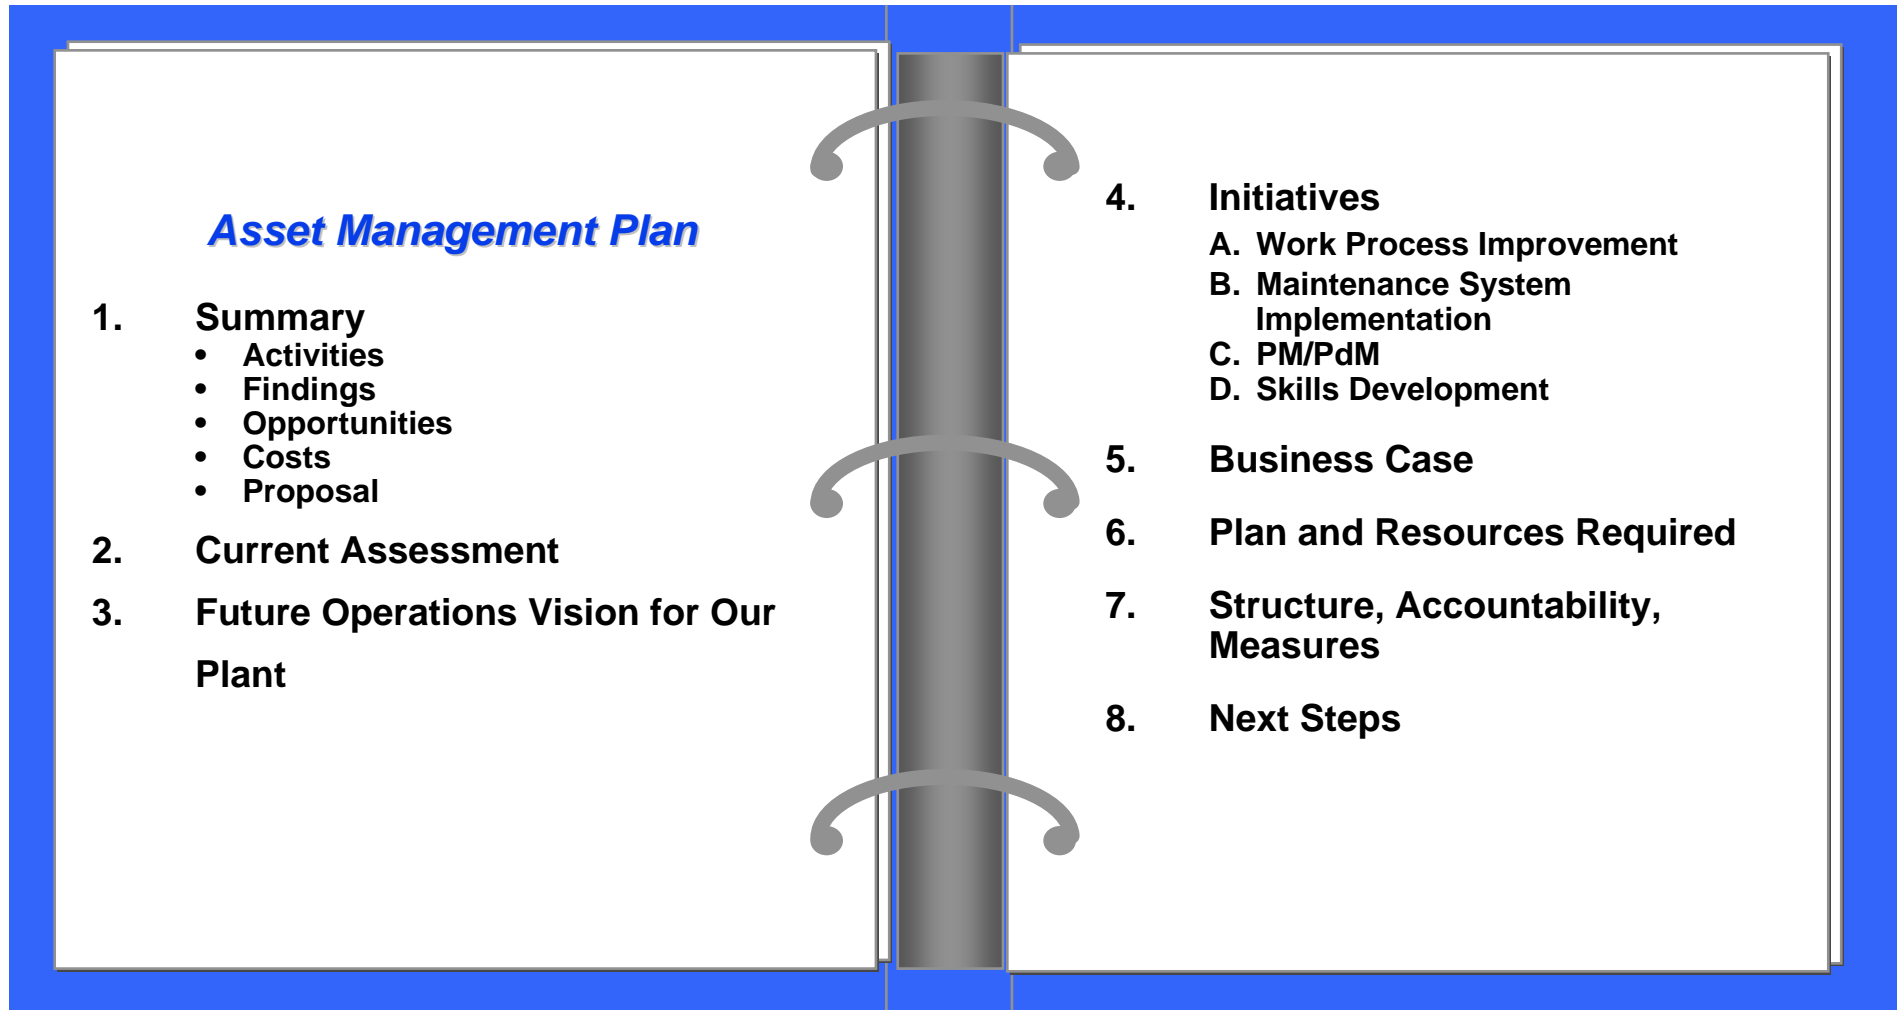 Asset Management Plan
1. Summary
• Activities
• Findings
• Opportunities
• Costs
• Proposal
2. Current Assessment
3. Future Operations Vision for Our
Plant
4. Initiatives
A. Work Process Improvement
B. Maintenance System
Implementation
C. PM/PdM
D. Skills Development
5. Business Case
6. Plan and Resources Required
7. Structure, Accountability,
Measures
8. Next Steps